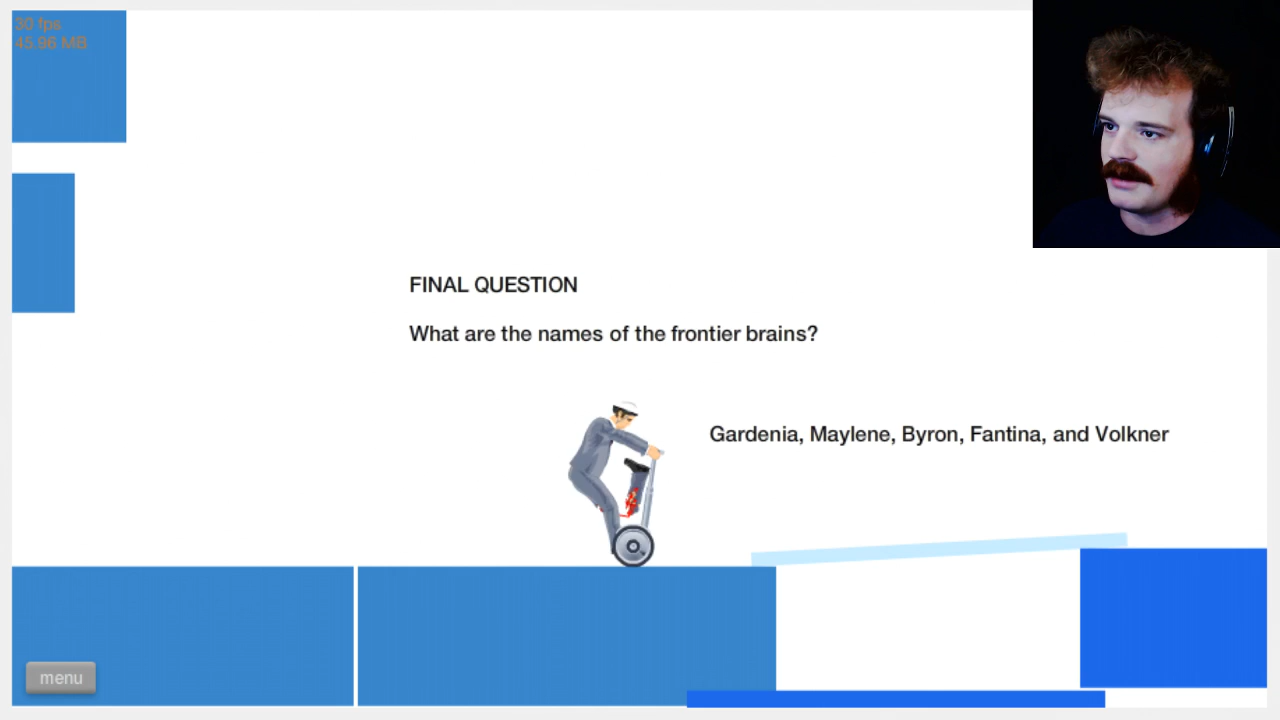 30 fps
45.96 MB
FINAL QUESTION
What are the names of the frontier brains?
Gardenia, Maylene, Byron, Fantina, and Volkner
menu